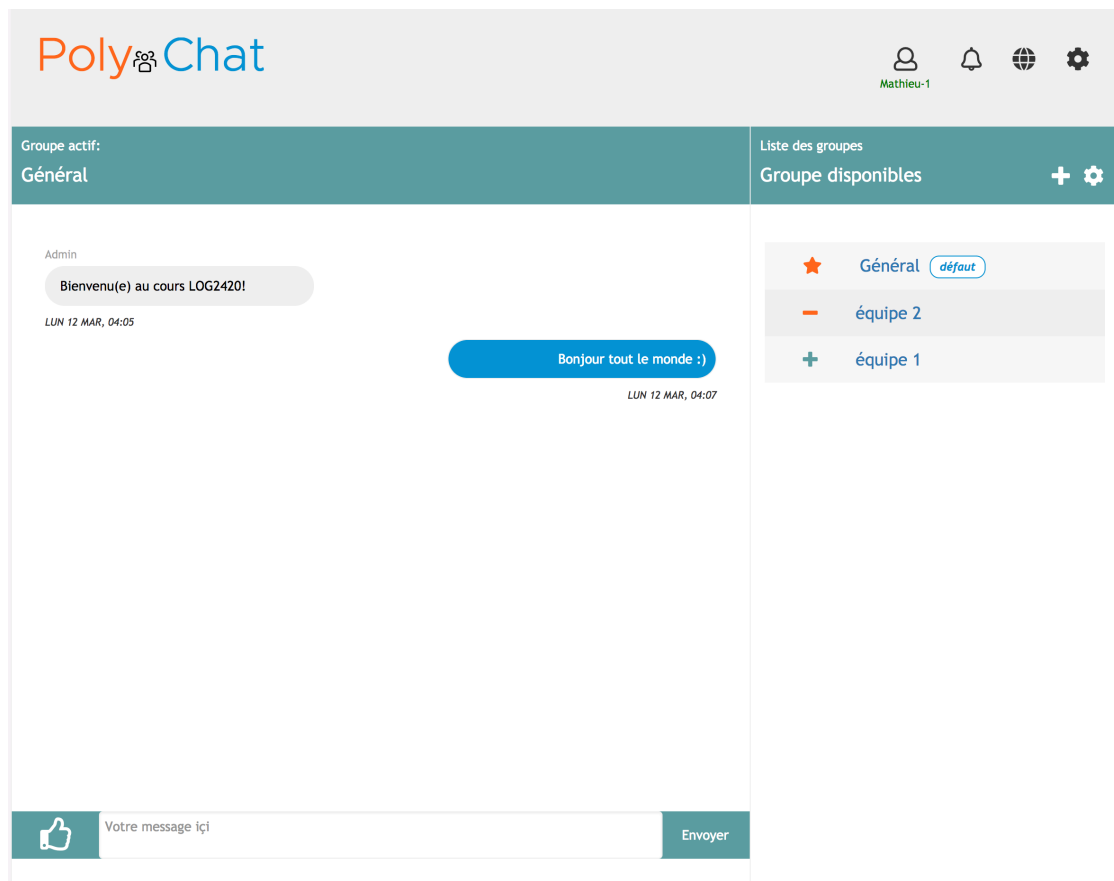 Poly Chat
Mathieu-1
Groupe actif:
Général
Liste des groupes
Groupe disponibles
Admin
Bienvenu(e) au cours LOG2420!
LUN 12 MAR, 04:05
Bonjour tout le monde :)
LUN 12 MAR, 04:07
Général défaut
équipe 2
équipe 1
Votre message içi
Envoyer